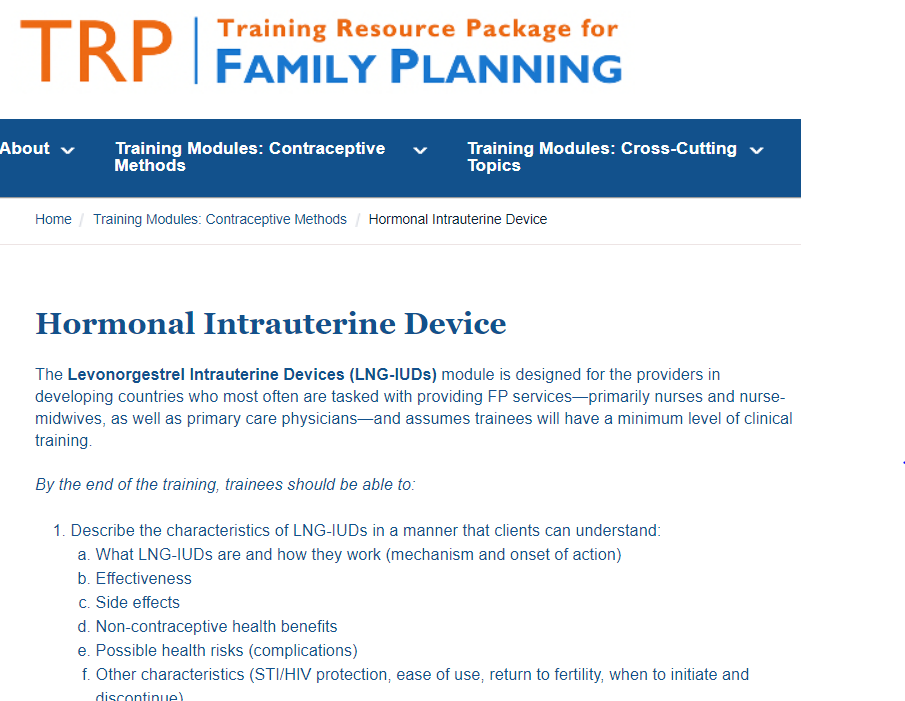 TRP
Training Resource Package for
FAMILY PLANNING
About
Training Modules: Contraceptive
Methods
Training Modules: Cross-Cutting
Topics
Home / Training Modules: Contraceptive Methods / Hormonal Intrauterine Device
Hormonal Intrauterine Device
The Levonorgestrel Intrauterine Devices (LNG-IUDs) module is designed for the providers in
developing countries who most often are tasked with providing FP services—primarily nurses and nurse-
midwives, as well as primary care physicians—and assumes trainees will have a minimum level of clinical
training.
By the end of the training, trainees should be able to:
1. Describe the characteristics of LNG-IUDs in a manner that clients can understand:
a. What LNG-IUDs are and how they work (mechanism and onset of action)
b. Effectiveness
c. Side effects
d. Non-contraceptive health benefits
e. Possible health risks (complications)
f. Other characteristics (STI/HIV protection, ease of use, return to fertility, when to initiate and
discontinue)